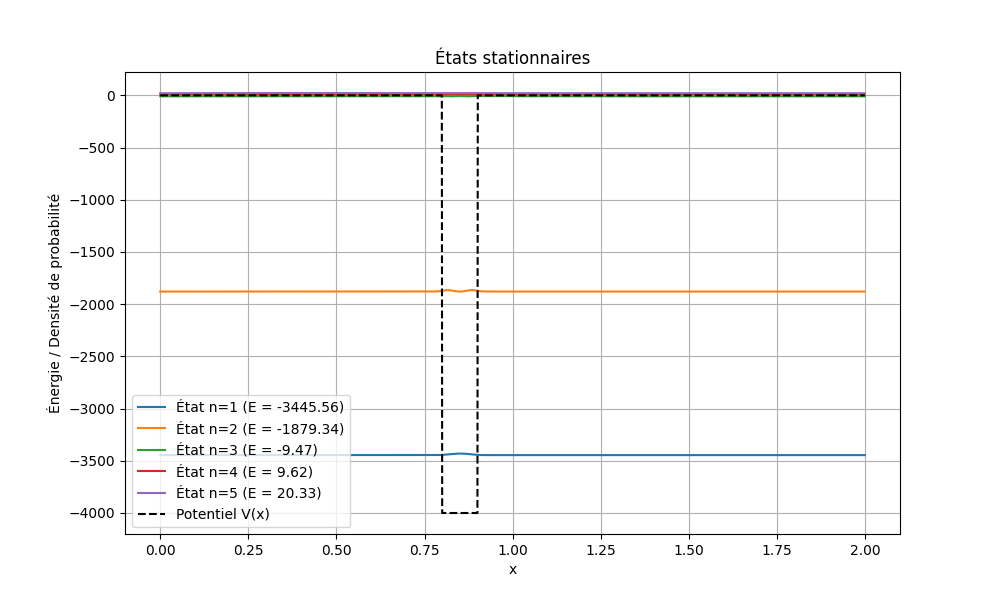 États stationnaires
Énergie / Densité de probabilité
0
−500
−1000
−1500
−2000
−2500
−3000
−3500
−4000
État n=1 (E = -3445.56)
État n=2 (E = -1879.34)
État n=3 (E = -9.47)
État n=4 (E = 9.62)
État n=5 (E = 20.33)
Potentiel V(x)
0.00 0.25 0.50 0.75 1.00 1.25 1.50 1.75 2.00
x